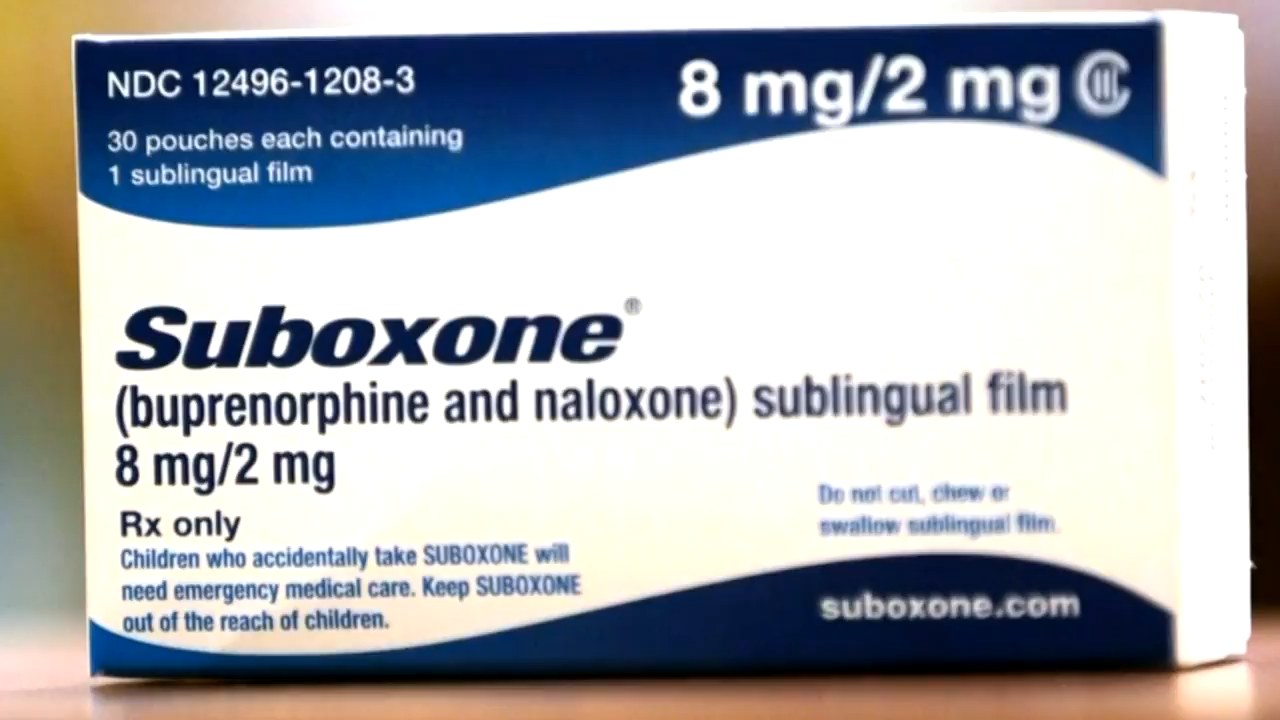 NDC 12496-1208-3
8 mg/2 mg CIII
30 pouches each containing
1 sublingual film
Suboxone®
(buprenorphine and naloxone) sublingual film
8 mg/2 mg
Rx only
Children who accidentally take SUBOXONE will
need emergency medical care. Keep SUBOXONE
out of the reach of children.
Do not cut, chew or
swallow sublingual film.
suboxone.com